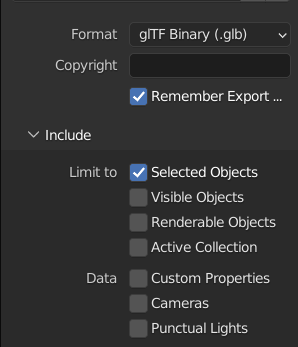 Format glTF Binary (.glb)
Copyright
Remember Export ...
Include
Limit to Selected Objects
Visible Objects
Renderable Objects
Active Collection
Data Custom Properties
Cameras
Punctual Lights